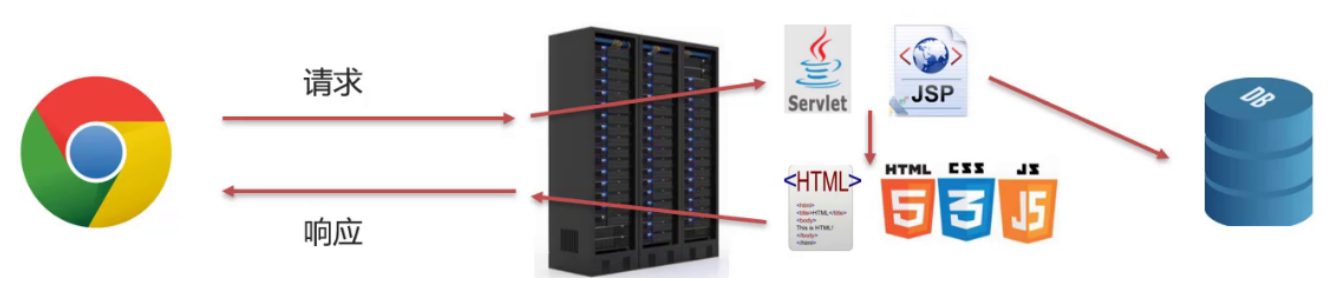 请求
响应
Servlet
<>
JSP
DB
<HTML>
<html>
<title>HTML</title>
<body>
This is HTML!
</body>
</html>
HTML
5
CSS
3
JS
JS